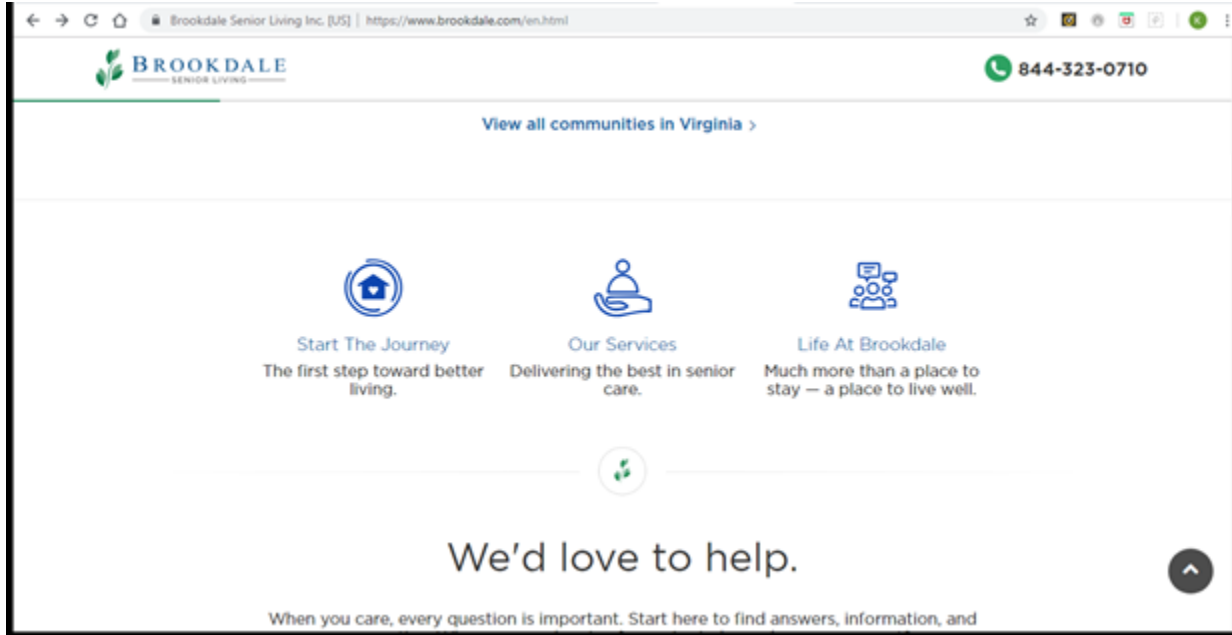 Brookdale Senior Living Inc. [US] | https://www.brookdale.com/en.html
K
BROOKDALE
SENIOR LIVING
844-323-0710
View all communities in Virginia >
Start The Journey
Our Services
Life At Brookdale
The first step toward better
living.
Delivering the best in senior
care.
Much more than a place to
stay — a place to live well.
We'd love to help.
When you care, every question is important. Start here to find answers, information, and